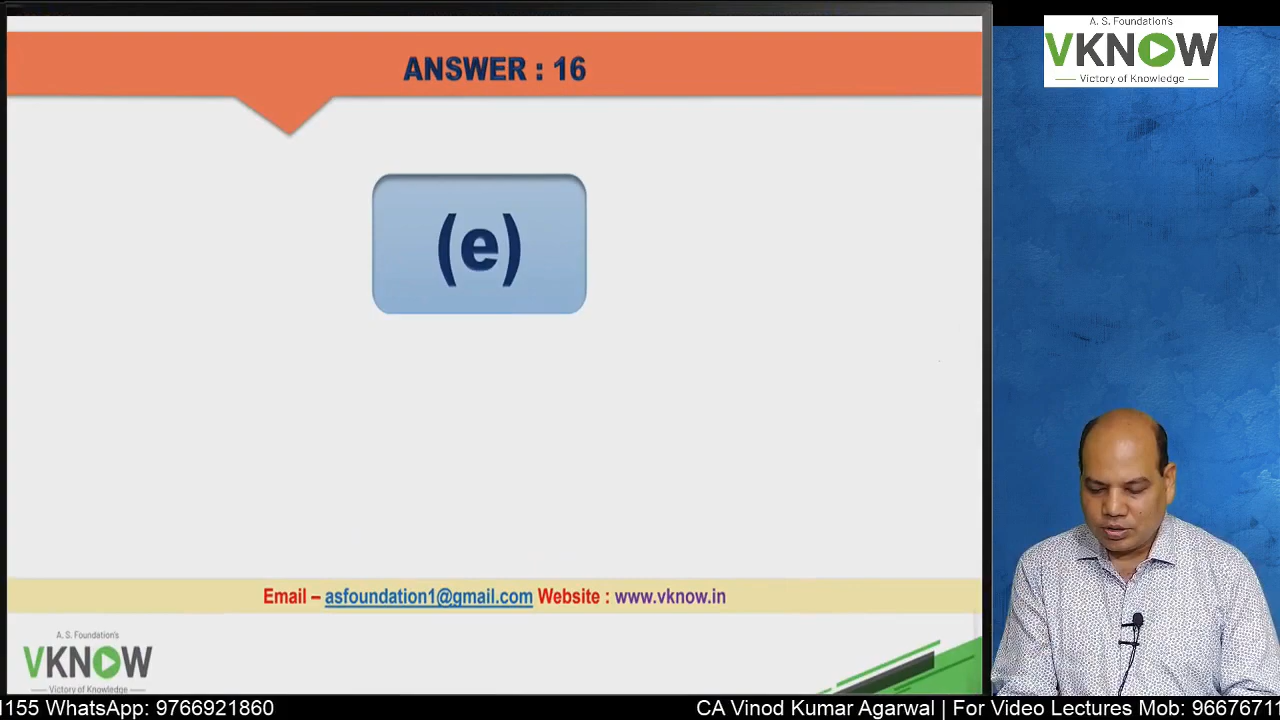 ANSWER : 16
(e)
Email – asfoundation1@gmail.com Website : www.vknow.in
A. S. Foundation's
VKNOW
Victory of Knowledge
A. S. Foundation's
VKNOW
Victory of Knowledge
1155 WhatsApp: 9766921860
CA Vinod Kumar Agarwal | For Video Lectures Mob: 96676711